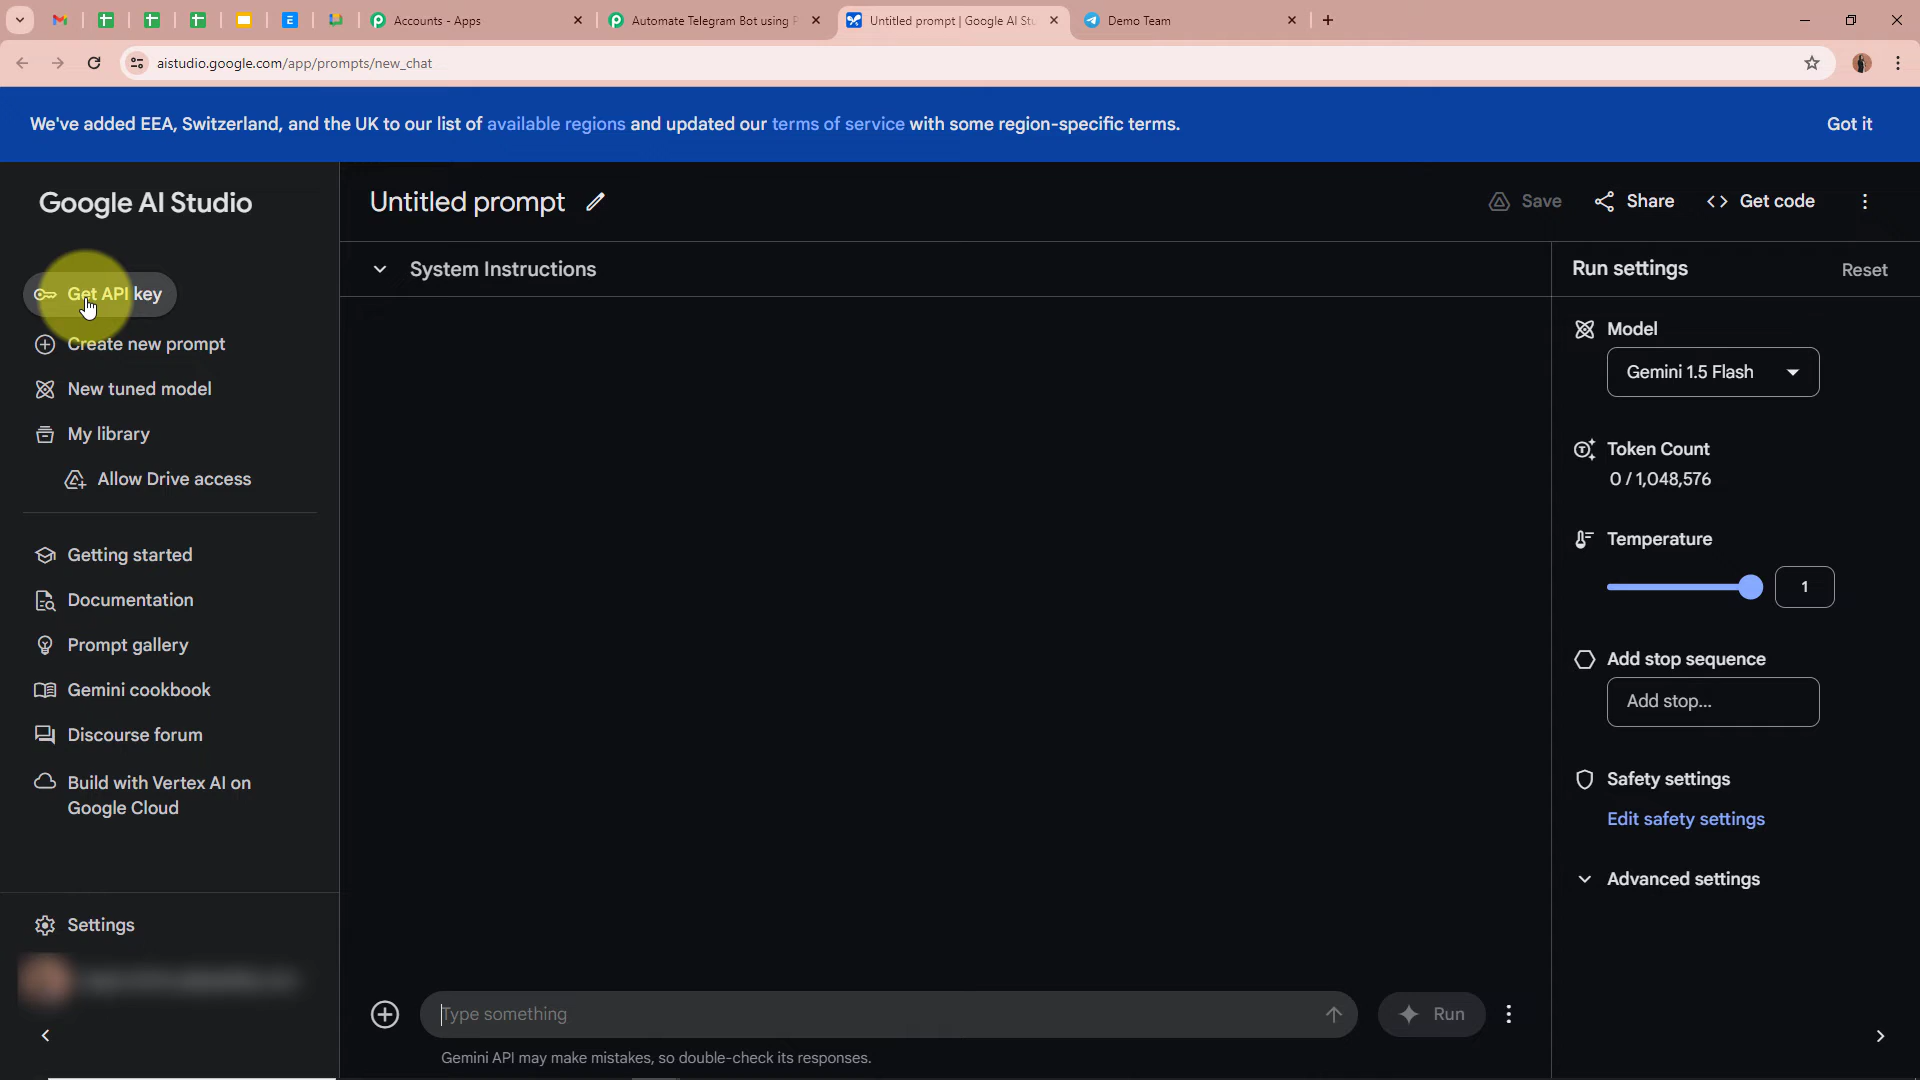 Accounts - Apps
Automate Telegram Bot using
Untitled prompt | Google AI Stu
Demo Team
aistudio.google.com/app/prompts/new_chat
We've added EEA, Switzerland, and the UK to our list of available regions and updated our terms of service with some region-specific terms.
Got it
Google AI Studio
Untitled prompt
Save
Share
Get code
Get API key
Create new prompt
New tuned model
My library
Allow Drive access
Getting started
Documentation
Prompt gallery
Gemini cookbook
Discourse forum
Build with Vertex AI on
Google Cloud
Settings
System Instructions
Type something
Run
Gemini API may make mistakes, so double-check its responses.
Run settings
Reset
Model
Gemini 1.5 Flash
Token Count
0 / 1,048,576
Temperature
1
Add stop sequence
Add stop...
Safety settings
Edit safety settings
Advanced settings